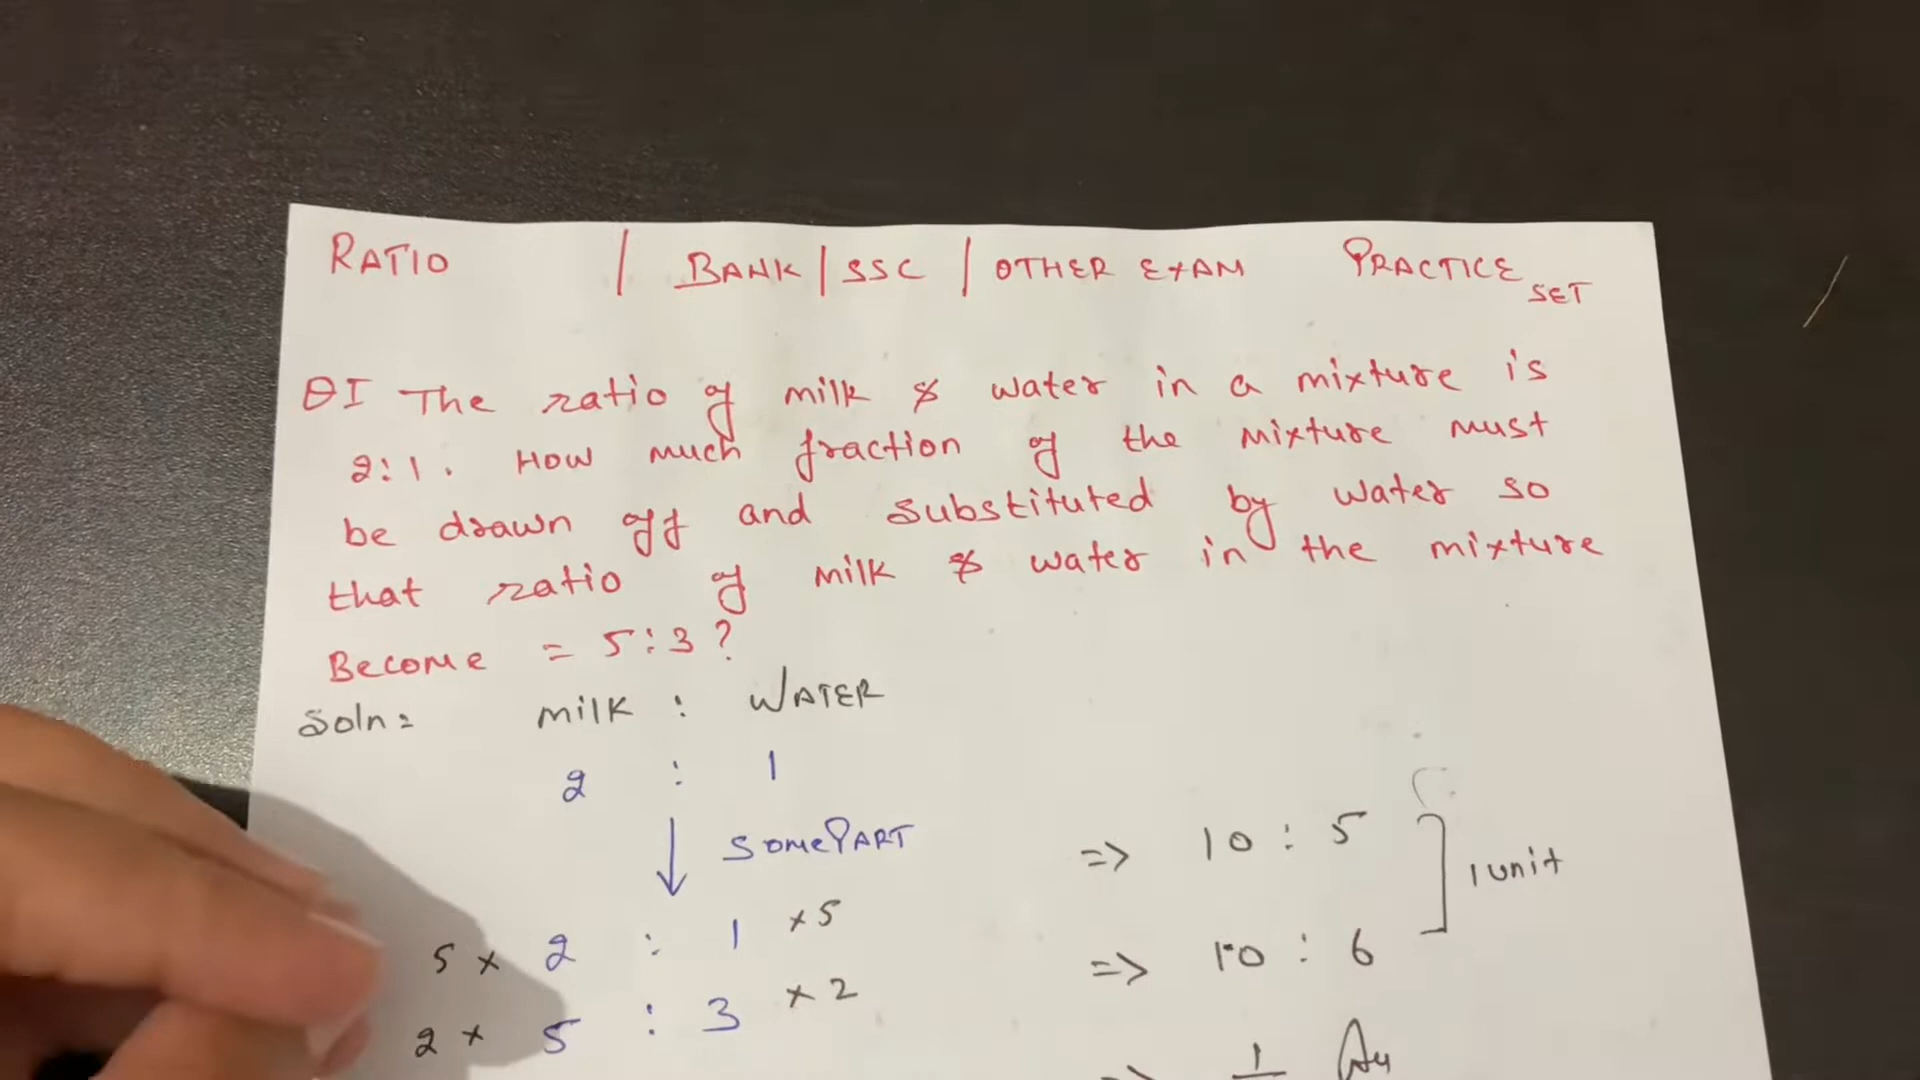 RATIO / BANK / SSC / OTHER EXAM PRACTICE SET
Q1 The ratio of milk & water in a mixture is
2:1. How much fraction of the mixture must
be drawn off and substituted by water so
that ratio of milk & water in the mixture
Become = 5:3?
Soln= milk : WATER
2 : 1
↓ SOME PART => 10 : 5
] 1 unit
5 x 2 : 1 x 5 => 10 : 6
2 x 5 : 3 x 2
=> 1